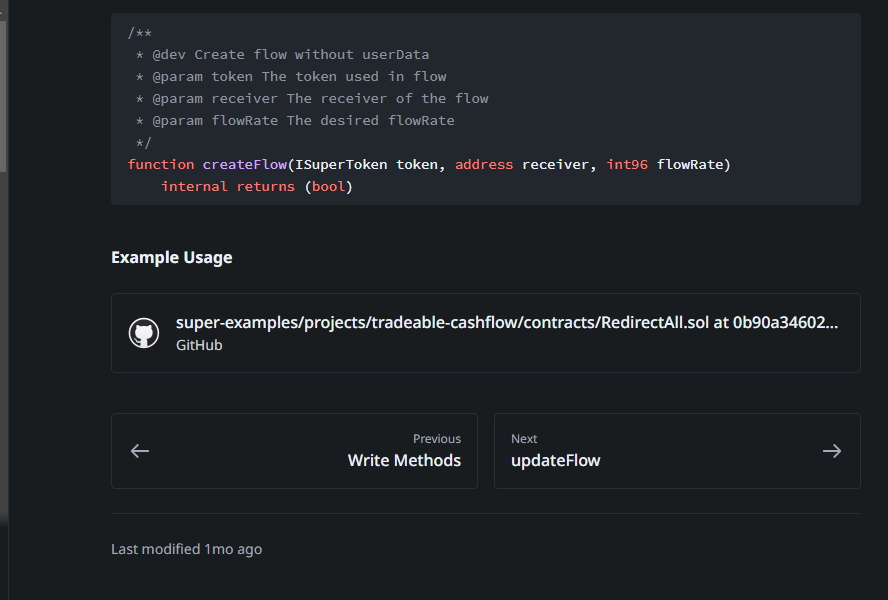 /**
* @dev Create flow without userData
* @param token The token used in flow
* @param receiver The receiver of the flow
* @param flowRate The desired flowRate
*/
function createFlow(ISuperToken token, address receiver, int96 flowRate)
internal returns (bool)
Example Usage
super-examples/projects/tradeable-cashflow/contracts/RedirectAll.sol at 0b90a34602...
GitHub
Previous
Write Methods
Next
updateFlow
Last modified 1mo ago